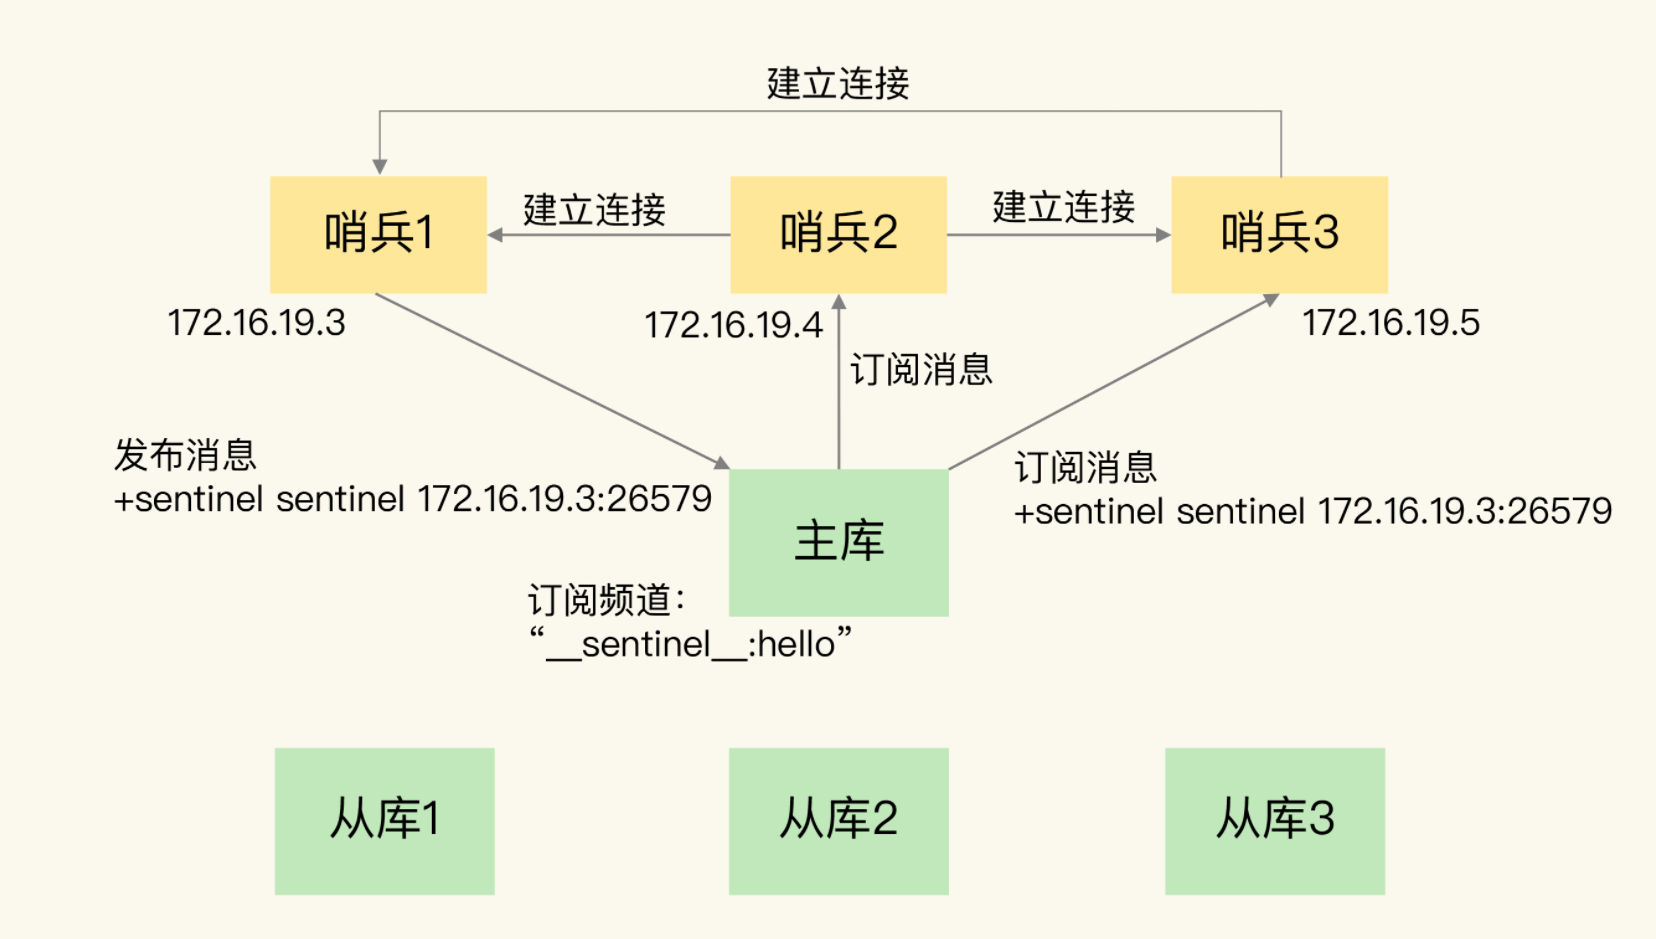 建立连接
建立连接
建立连接
哨兵1
哨兵2
哨兵3
172.16.19.3
172.16.19.4
172.16.19.5
订阅消息
发布消息
+sentinel sentinel 172.16.19.3:26579
订阅消息
+sentinel sentinel 172.16.19.3:26579
主库
订阅频道：
“__sentinel__:hello”
从库1
从库2
从库3